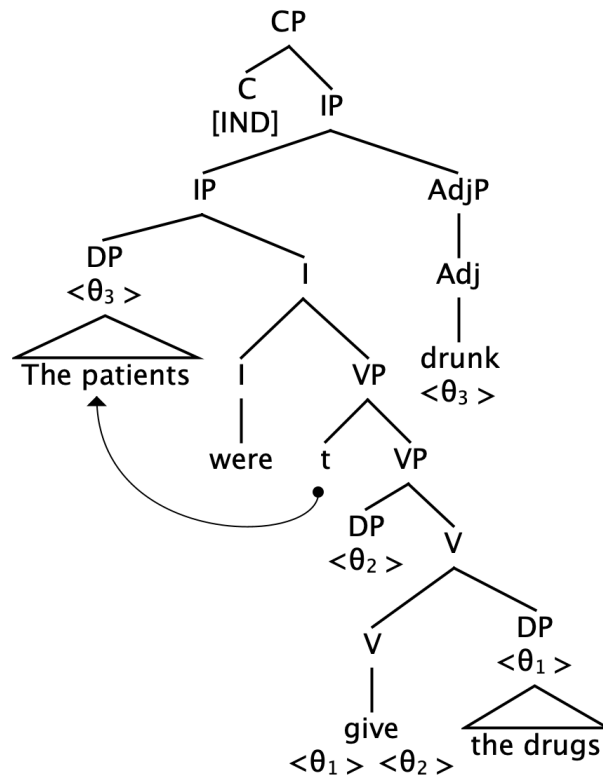 CP
C
[IND]
IP
IP
AdjP
DP
<θ₃ >
I
Adj
The patients
I
VP
drunk
<θ₃ >
were
t
VP
DP
<θ₂ >
V
V
DP
<θ₁ >
give
<θ₁ > <θ₂ >
the drugs